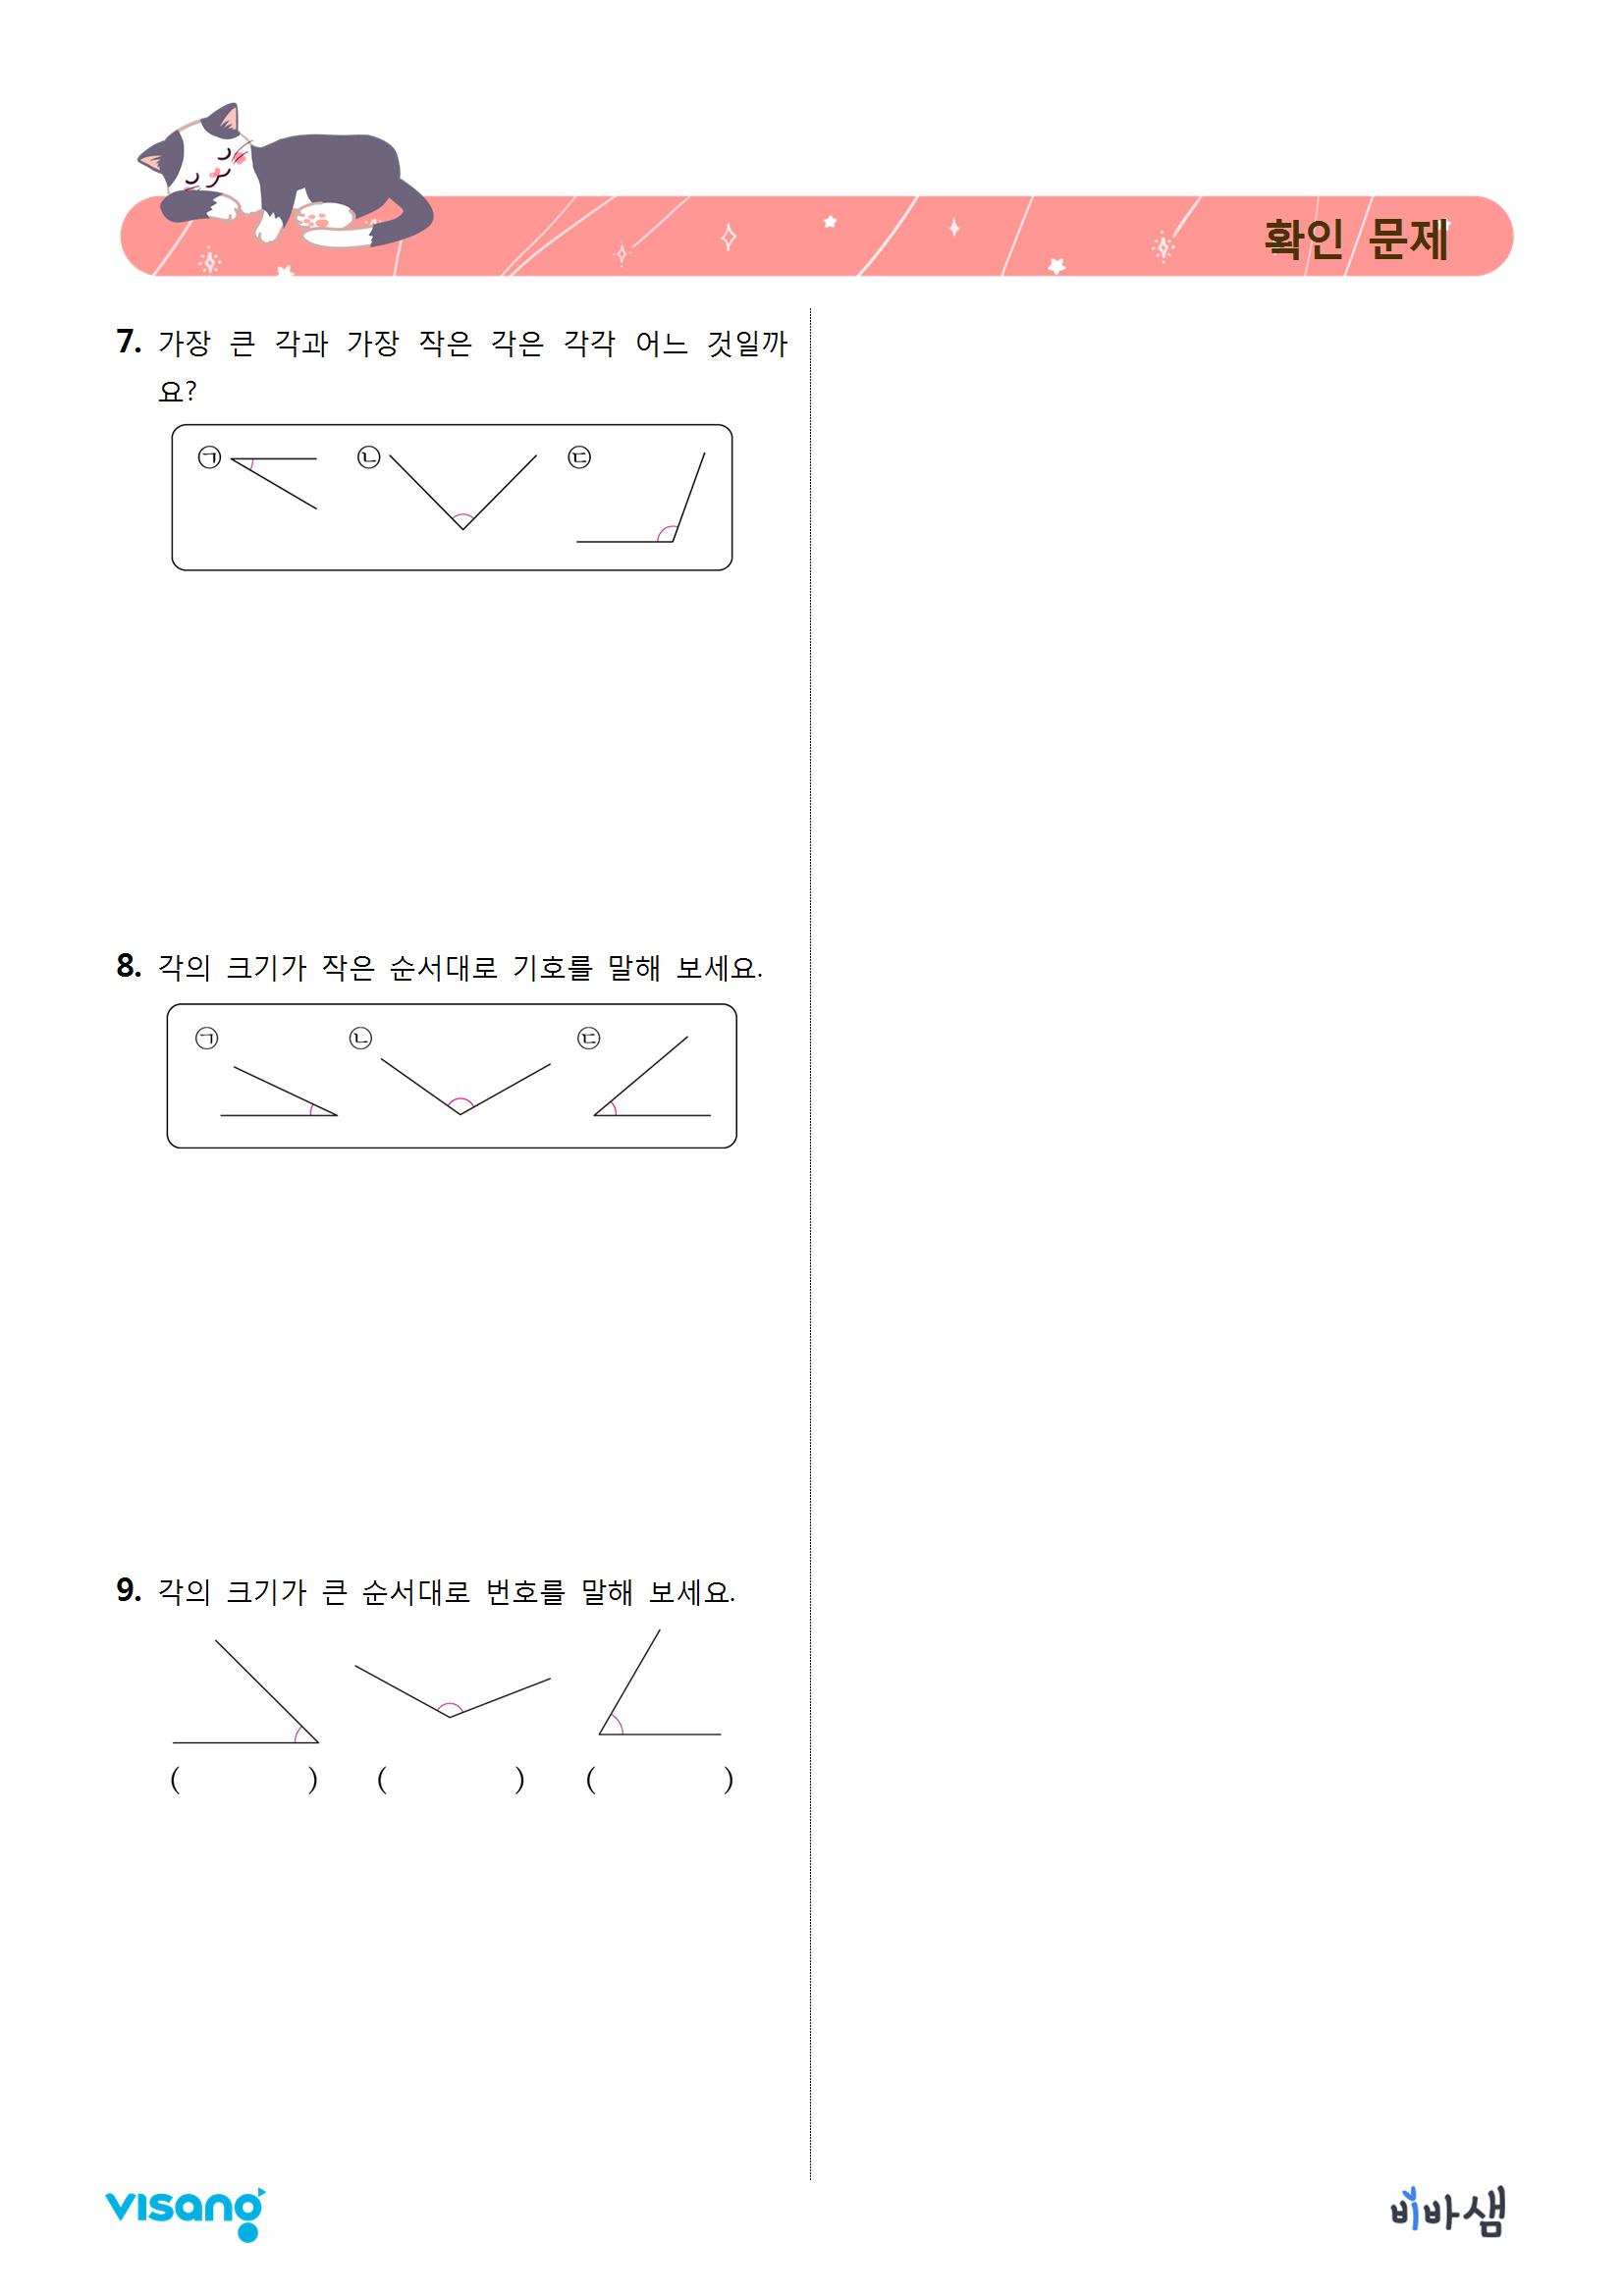 확인 문제
7. 가장 큰 각과 가장 작은 각은 각각 어느 것일까
요?
㉠ ㉡ ㉢
8. 각의 크기가 작은 순서대로 기호를 말해 보세요.
㉠ ㉡ ㉢
9. 각의 크기가 큰 순서대로 번호를 말해 보세요.
( ) ( ) ( )
visang 비바샘